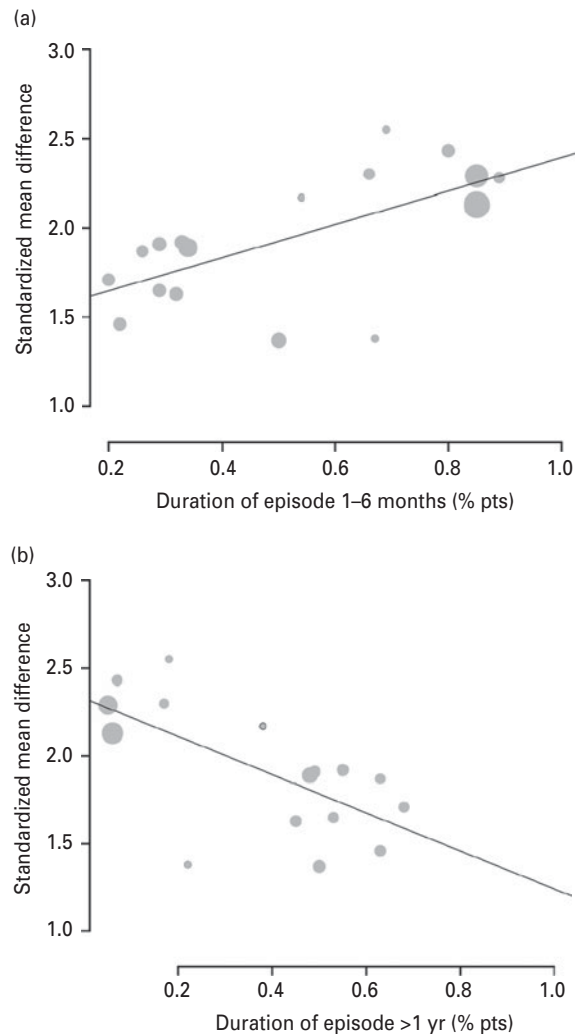 (a)
3.0
2.5
2.0
1.5
1.0
Standardized mean difference
0.2 0.4 0.6 0.8 1.0
Duration of episode 1–6 months (% pts)
(b)
3.0
2.5
2.0
1.5
1.0
Standardized mean difference
0.2 0.4 0.6 0.8 1.0
Duration of episode >1 yr (% pts)